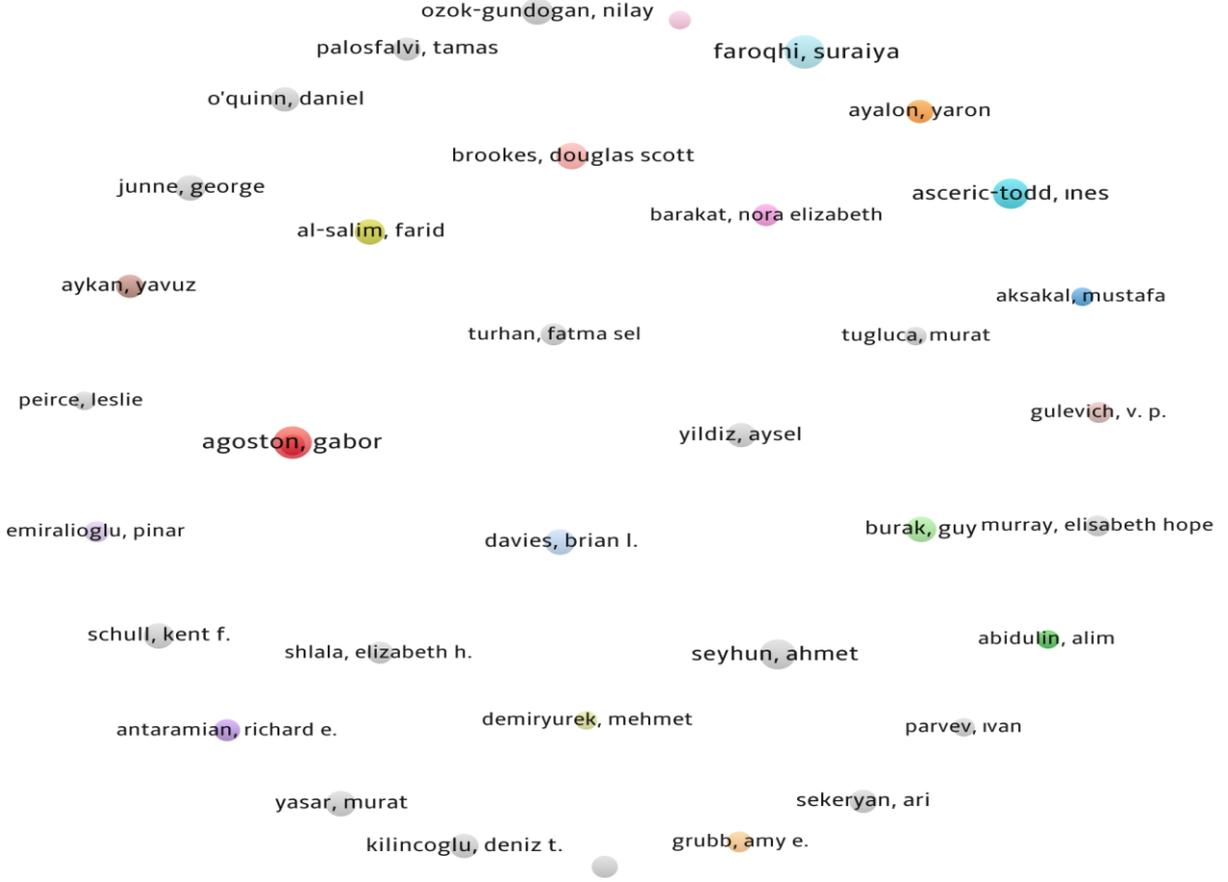 ozok-gundogan, nilay
palosfalvi, tamas
faroqhi, suraiya
o'quinn, daniel
ayalon, yaron
brookes, douglas scott
junne, george
asceric-todd, ınes
barakat, nora elizabeth
al-salim, farid
aykan, yavuz
aksakal, mustafa
turhan, fatma sel
tugluca, murat
peirce, leslie
gulevich, v. p.
yildiz, aysel
agoston, gabor
emiralioglu, pinar
davies, brian l.
burak, guy
murray, elisabeth hope
schull, kent f.
shlala, elizabeth h.
seyhun, ahmet
abidulin, alim
antaramian, richard e.
demiryurek, mehmet
parvev, ıvan
yasar, murat
sekeryan, ari
kilincoglu, deniz t.
grubb, amy e.